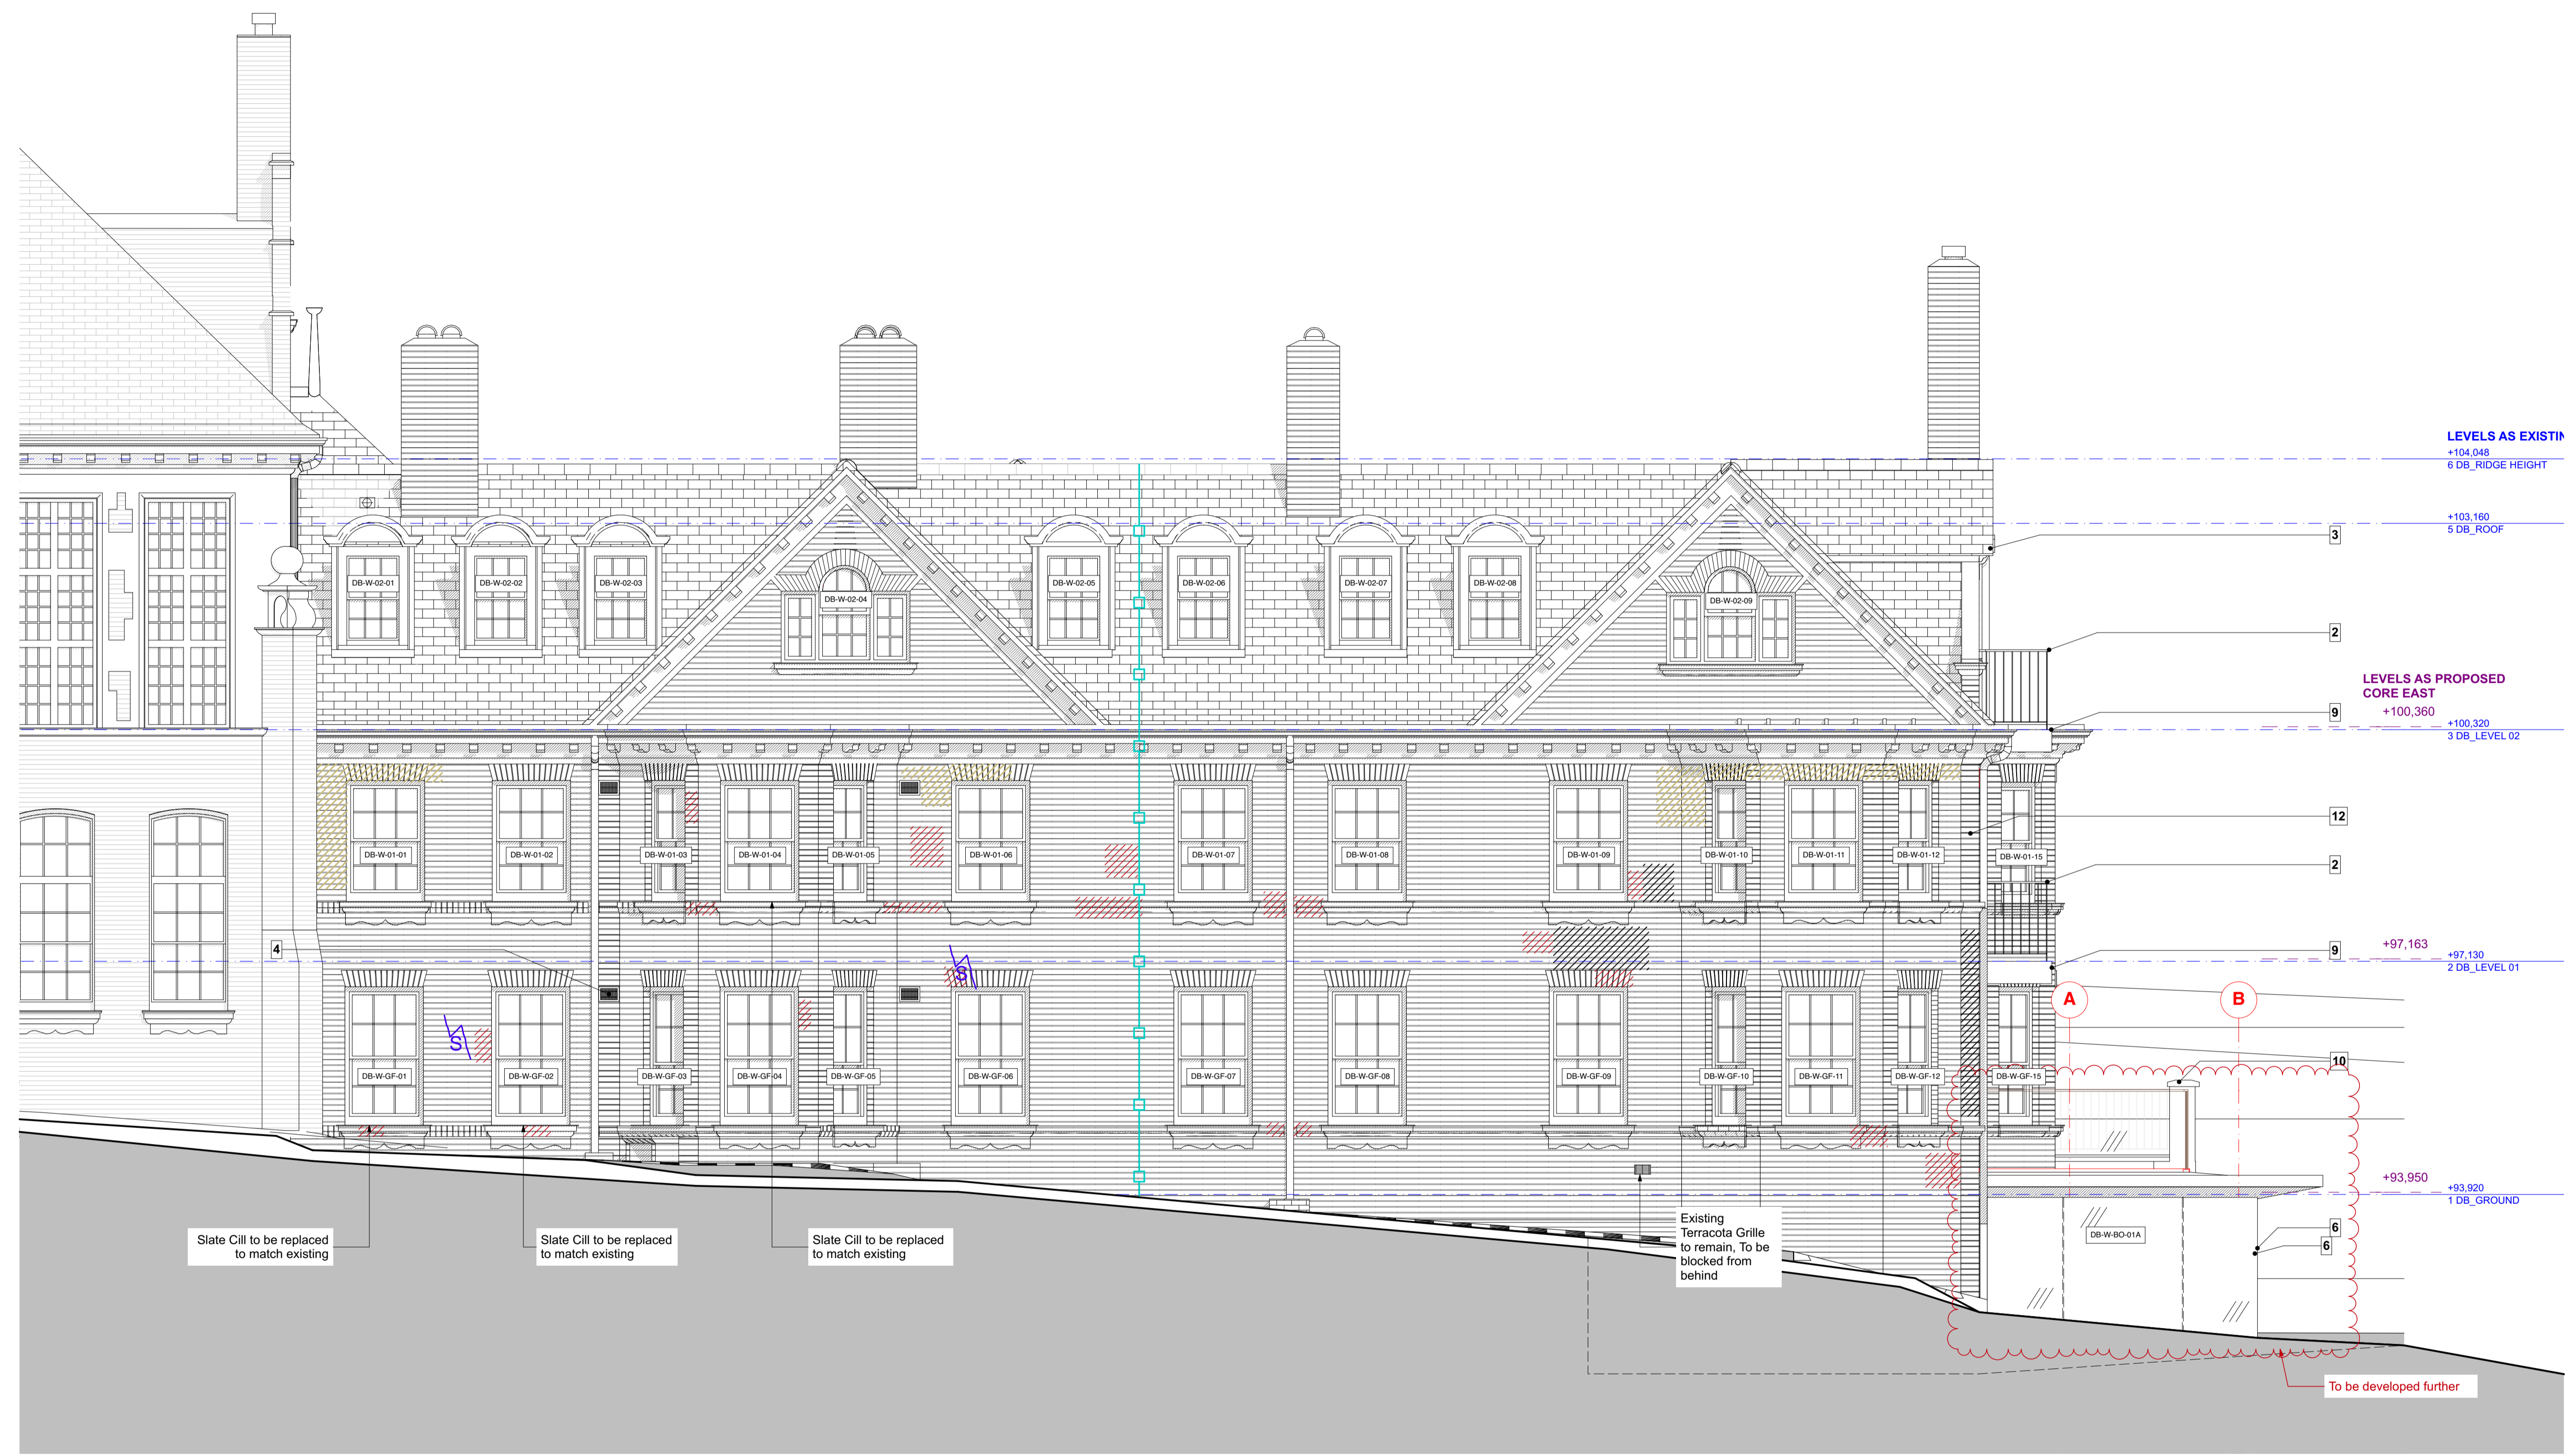 LEVELS AS EXISTIN
+104,048
6 DB_RIDGE HEIGHT
+103,160
5 DB_ROOF
3
DB-W-02-01
DB-W-02-02
DB-W-02-03
DB-W-02-04
DB-W-02-05
DB-W-02-06
DB-W-02-07
DB-W-02-08
DB-W-02-09
2
LEVELS AS PROPOSED
CORE EAST
+100,360
9
+100,320
3 DB_LEVEL 02
12
DB-W-01-01
DB-W-01-02
DB-W-01-03
DB-W-01-04
DB-W-01-05
DB-W-01-06
DB-W-01-07
DB-W-01-08
DB-W-01-09
DB-W-01-10
DB-W-01-11
DB-W-01-12
DB-W-01-15
2
4
S
9
+97,163
+97,130
2 DB_LEVEL 01
A
B
S
10
DB-W-GF-01
DB-W-GF-02
DB-W-GF-03
DB-W-GF-04
DB-W-GF-05
DB-W-GF-06
DB-W-GF-07
DB-W-GF-08
DB-W-GF-09
DB-W-GF-10
DB-W-GF-11
DB-W-GF-12
DB-W-GF-15
+93,950
+93,920
1 DB_GROUND
Slate Cill to be replaced
to match existing
Slate Cill to be replaced
to match existing
Slate Cill to be replaced
to match existing
Existing
Terracota Grille
to remain, To be
blocked from
behind
DB-W-BO-01A
6
6
To be developed further